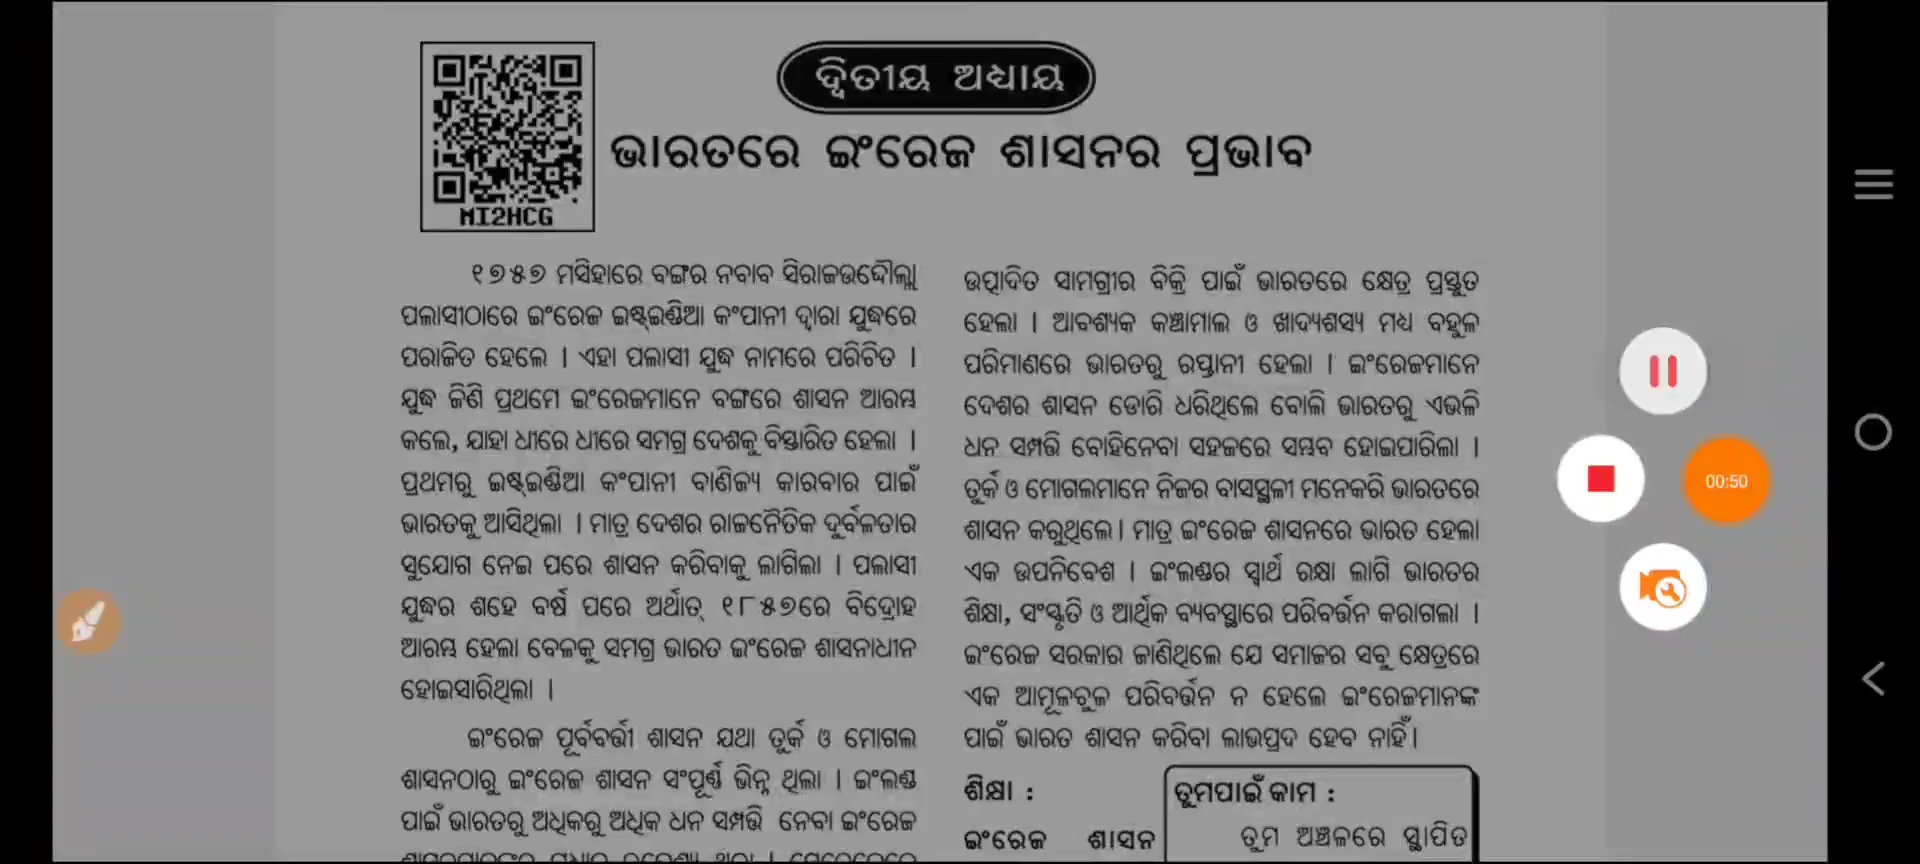 ଦ୍ୱିତୀୟ ଅଧ୍ୟାୟ
ଭାରତରେ ଇଂରେଜ ଶାସନର ପ୍ରଭାବ
MI2HCG
୧୭୫୭ ମସିହାରେ ବଙ୍ଗର ନବାବ ସିରାଜଉଦ୍ଦୌଲ୍ଲା
ପଲାସୀଠାରେ ଇଂରେଜ ଇଷ୍ଟ୍ଇଣ୍ଡିଆ କଂପାନୀ ଦ୍ୱାରା ଯୁଦ୍ଧରେ
ପରାଜିତ ହେଲେ । ଏହା ପଲାସୀ ଯୁଦ୍ଧ ନାମରେ ପରିଚିତ ।
ଯୁଦ୍ଧ ଜିଣି ପ୍ରଥମେ ଇଂରେଜମାନେ ବଙ୍ଗରେ ଶାସନ ଆରମ୍ଭ
କଲେ, ଯାହା ଧୀରେ ଧୀରେ ସମଗ୍ର ଦେଶକୁ ବିସ୍ତାରିତ ହେଲା ।
ପ୍ରଥମରୁ ଇଷ୍ଟ୍ଇଣ୍ଡିଆ କଂପାନୀ ବାଣିଜ୍ୟ କାରବାର ପାଇଁ
ଭାରତକୁ ଆସିଥିଲା । ମାତ୍ର ଦେଶର ରାଜନୈତିକ ଦୁର୍ବଳତାର
ସୁଯୋଗ ନେଇ ପରେ ଶାସନ କରିବାକୁ ଲାଗିଲା । ପଲାସୀ
ଯୁଦ୍ଧର ଶହେ ବର୍ଷ ପରେ ଅର୍ଥାତ୍ ୧୮୫୭ରେ ବିଦ୍ରୋହ
ଆରମ୍ଭ ହେଲା ବେଳକୁ ସମଗ୍ର ଭାରତ ଇଂରେଜ ଶାସନାଧୀନ
ହୋଇସାରିଥିଲା ।
ଇଂରେଜ ପୂର୍ବବର୍ତ୍ତୀ ଶାସନ ଯଥା ତୁର୍କ ଓ ମୋଗଲ
ଶାସନଠାରୁ ଇଂରେଜ ଶାସନ ସଂପୂର୍ଣ୍ଣ ଭିନ୍ନ ଥିଲା । ଇଂଲଣ୍ଡ
ପାଇଁ ଭାରତରୁ ଅଧିକରୁ ଅଧିକ ଧନ ସମ୍ପତ୍ତି ନେବା ଇଂରେଜ
ଉତ୍ପାଦିତ ସାମଗ୍ରୀର ବିକ୍ରି ପାଇଁ ଭାରତରେ କ୍ଷେତ୍ର ପ୍ରସ୍ତୁତ
ହେଲା । ଆବଶ୍ୟକ କଞ୍ଚାମାଲ ଓ ଖାଦ୍ୟଶସ୍ୟ ମଧ୍ୟ ବହୁଳ
ପରିମାଣରେ ଭାରତରୁ ରପ୍ତାନୀ ହେଲା । ଇଂରେଜମାନେ
ଦେଶର ଶାସନ ଡୋରି ଧରିଥିଲେ ବୋଲି ଭାରତରୁ ଏଭଳି
ଧନ ସମ୍ପତ୍ତି ବୋହିନେବା ସହଜରେ ସମ୍ଭବ ହୋଇପାରିଲା ।
ତୁର୍କ ଓ ମୋଗଲମାନେ ନିଜର ବାସସ୍ଥଳୀ ମନେକରି ଭାରତରେ
ଶାସନ କରୁଥିଲେ। ମାତ୍ର ଇଂରେଜ ଶାସନରେ ଭାରତ ହେଲା
ଏକ ଉପନିବେଶ । ଇଂଲଣ୍ଡର ସ୍ୱାର୍ଥ ରକ୍ଷା ଲାଗି ଭାରତର
ଶିକ୍ଷା, ସଂସ୍କୃତି ଓ ଆର୍ଥିକ ବ୍ୟବସ୍ଥାରେ ପରିବର୍ତ୍ତନ କରାଗଲା ।
ଇଂରେଜ ସରକାର ଜାଣିଥିଲେ ଯେ ସମାଜର ସବୁ କ୍ଷେତ୍ରରେ
ଏକ ଆମୂଳଚୂଳ ପରିବର୍ତ୍ତନ ନ ହେଲେ ଇଂରେଜମାନଙ୍କ
ପାଇଁ ଭାରତ ଶାସନ କରିବା ଲାଭପ୍ରଦ ହେବ ନାହିଁ।
ଶିକ୍ଷା :
ଇଂରେଜ ଶାସନ
ତୁମପାଇଁ କାମ :
ତୁମ ଅଞ୍ଚଳରେ ସ୍ଥାପିତ
00:50